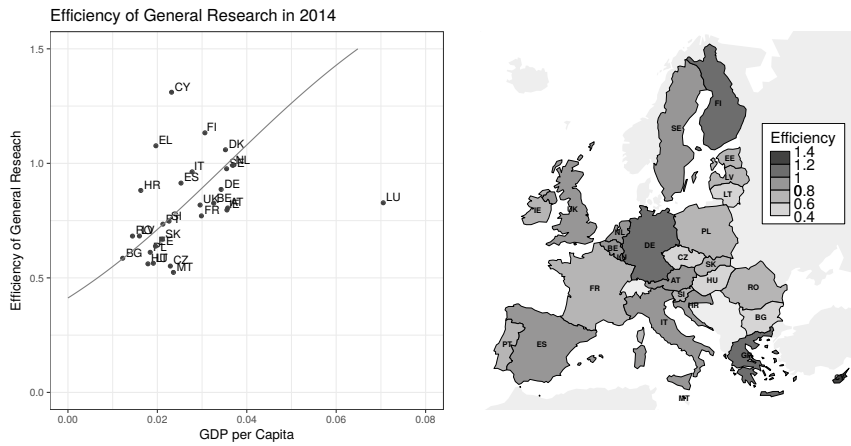 Efficiency of General Research in 2014
Efficiency of General Reseach
1.5
1.0
0.5
0.0
CY
FI
EL
DK
NL
IT
ES
HR
DE
UK
BE
AT
FR
LU
SK
BG
CZ
MT
0.00
0.02
0.04
0.06
0.08
GDP per Capita
Efficiency
1.4
1.2
1
0.8
0.6
0.4
FI
SE
EE
LV
LT
IE
UK
NL
BE
DE
PL
CZ
SK
FR
AT
HU
RO
SI
HR
IT
BG
PT
ES
MT